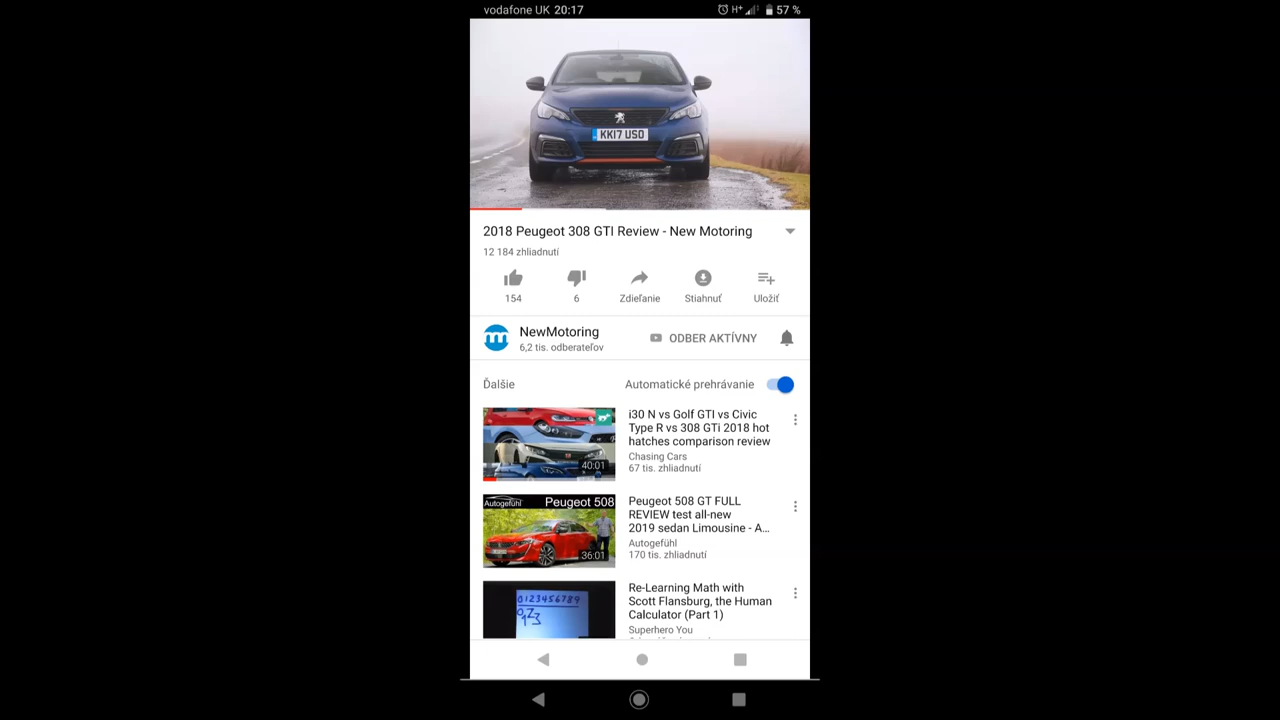 vodafone UK 20:17
H+ 57 %
KK17 USO
2018 Peugeot 308 GTI Review - New Motoring
12 184 zhliadnutí
154
6
Zdieľanie
Stiahnuť
Uložiť
NewMotoring
6,2 tis. odberateľov
ODBER AKTÍVNY
Ďalšie
Automatické prehrávanie
40:01
i30 N vs Golf GTI vs Civic
Type R vs 308 GTi 2018 hot
hatches comparison review
Chasing Cars
67 tis. zhliadnutí
Autogefühl
Peugeot 508
36:01
Peugeot 508 GT FULL
REVIEW test all-new
2019 sedan Limousine - A...
Autogefühl
170 tis. zhliadnutí
0123456789
Re-Learning Math with
Scott Flansburg, the Human
Calculator (Part 1)
Superhero You